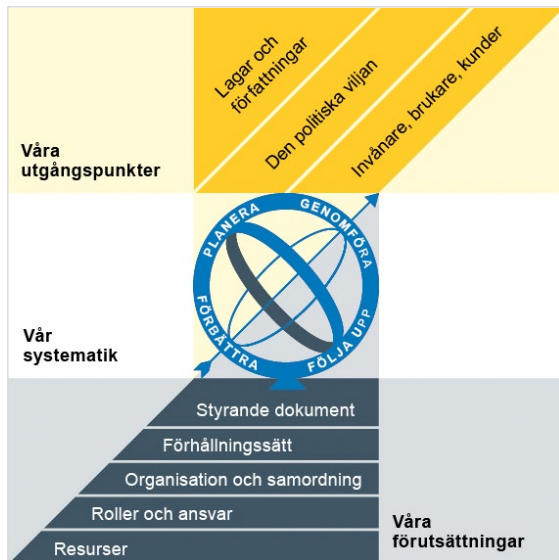 Lagar och
författningar
Den politiska viljan
Invånare, brukare, kunder
Våra
utgångspunkter
PLANERA
GENOMFÖRA
FÖLJA UPP
FÖRBÄTTRA
Vår
systematik
Styrande dokument
Förhållningssätt
Organisation och samordning
Roller och ansvar
Resurser
Våra
förutsättningar